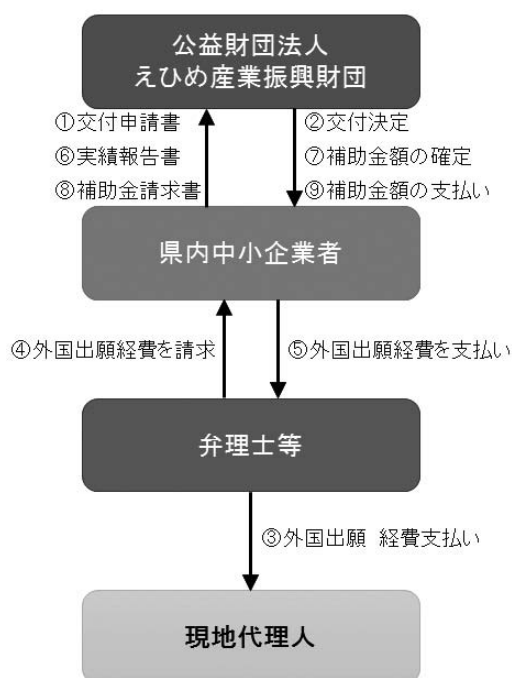 公益財団法人
えひめ産業振興財団
①交付申請書
②交付決定
⑥実績報告書
⑦補助金額の確定
⑧補助金請求書
⑨補助金額の支払い
県内中小企業者
④外国出願経費を請求
⑤外国出願経費を支払い
弁理士等
③外国出願 経費支払い
現地代理人